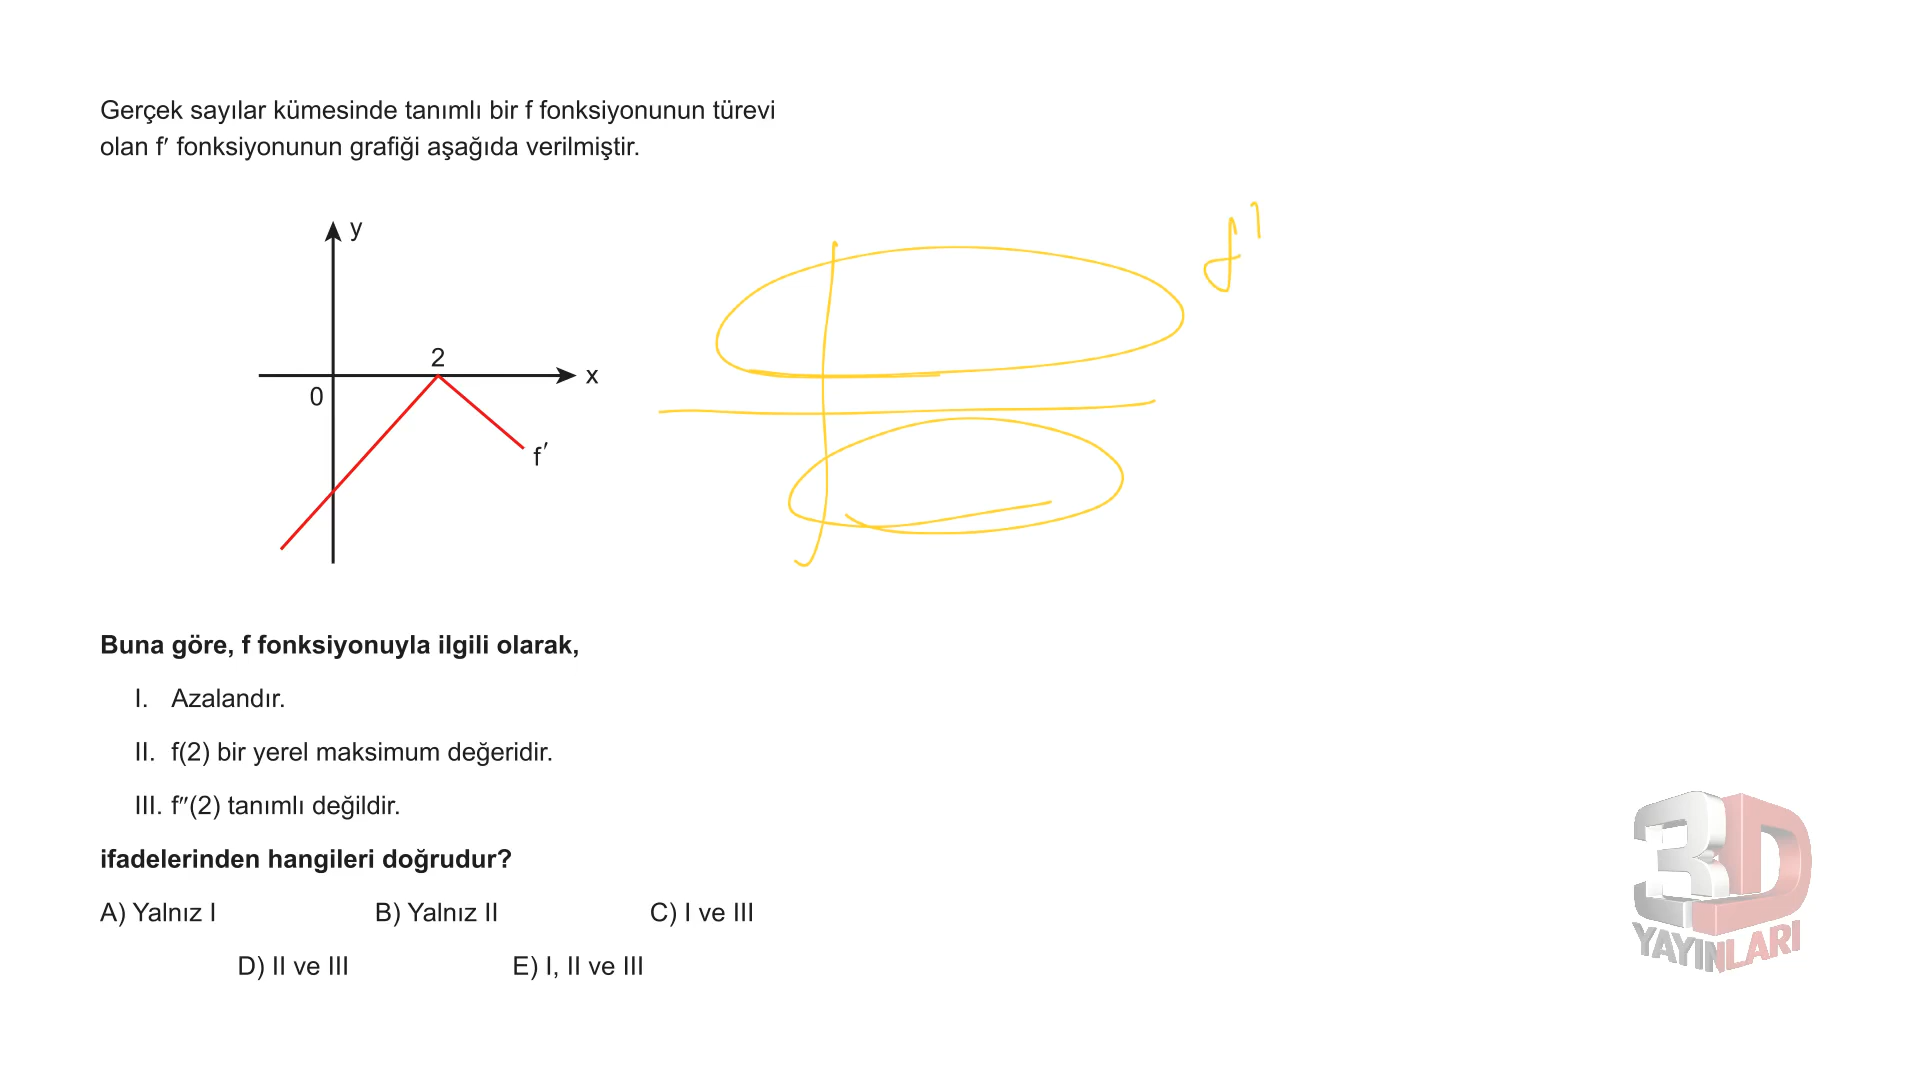 Gerçek sayılar kümesinde tanımlı bir f fonksiyonunun türevi
olan f′ fonksiyonunun grafiği aşağıda verilmiştir.
y
2
x
0
f′
f'
Buna göre, f fonksiyonuyla ilgili olarak,
I. Azalandır.
II. f(2) bir yerel maksimum değeridir.
III. f″(2) tanımlı değildir.
ifadelerinden hangileri doğrudur?
A) Yalnız I B) Yalnız II C) I ve III
D) II ve III E) I, II ve III
3D
YAYINLARI